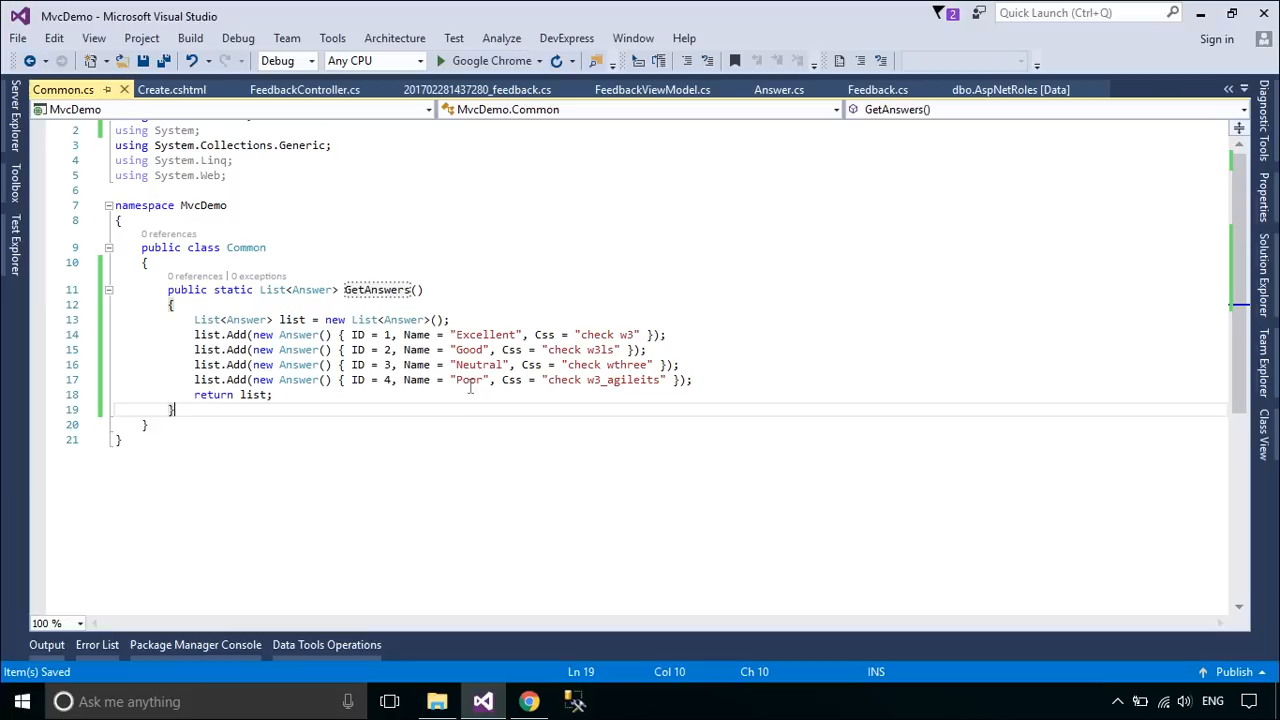 MvcDemo - Microsoft Visual Studio
2
Quick Launch (Ctrl+Q)
File Edit View Project Build Debug Team Tools Architecture Test Analyze DevExpress Window Help
Sign in
Debug Any CPU Google Chrome
Common.cs Create.cshtml FeedbackController.cs 201702281437280_feedback.cs FeedbackViewModel.cs Answer.cs Feedback.cs dbo.AspNetRoles [Data]
MvcDemo MvcDemo.Common GetAnswers()
Server Explorer
Toolbox
Test Explorer
2 using System;
3 using System.Collections.Generic;
4 using System.Linq;
5 using System.Web;
6
7 namespace MvcDemo
8 {
0 references
9 public class Common
10 {
0 references | 0 exceptions
11 public static List<Answer> GetAnswers()
12 {
13 List<Answer> list = new List<Answer>();
14 list.Add(new Answer() { ID = 1, Name = "Excellent", Css = "check w3" });
15 list.Add(new Answer() { ID = 2, Name = "Good", Css = "check w3ls" });
16 list.Add(new Answer() { ID = 3, Name = "Neutral", Css = "check wthree" });
17 list.Add(new Answer() { ID = 4, Name = "Poor", Css = "check w3_agileits" });
18 return list;
19 }
20 }
21 }
Diagnostic Tools
Properties
Solution Explorer
Team Explorer
Class View
100 %
Output Error List Package Manager Console Data Tools Operations
Item(s) Saved Ln 19 Col 10 Ch 10 INS Publish
Ask me anything
ENG